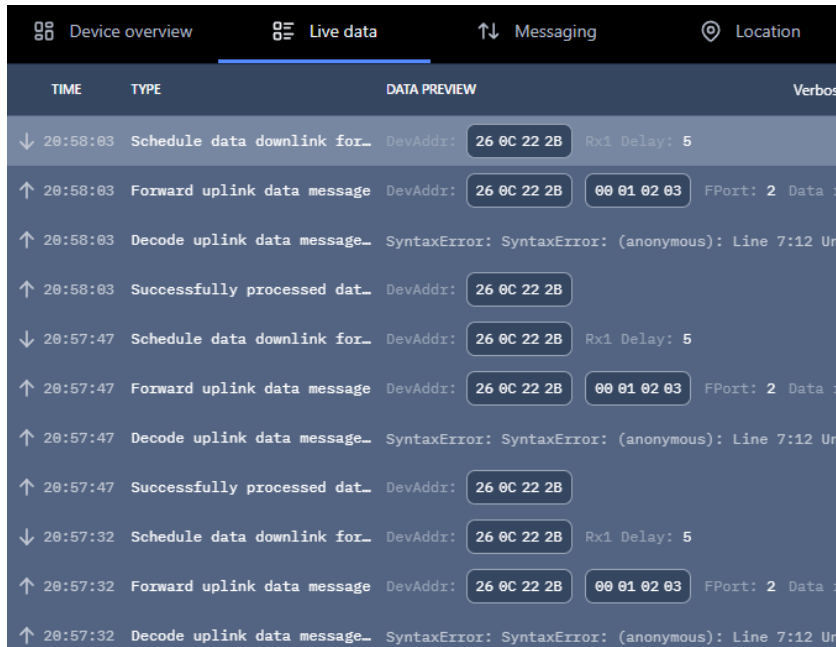 Device overview Live data Messaging Location
TIME TYPE DATA PREVIEW Verbos
20:58:03 Schedule data downlink for… DevAddr: 26 0C 22 2B Rx1 Delay: 5
20:58:03 Forward uplink data message DevAddr: 26 0C 22 2B 00 01 02 03 FPort: 2 Data
20:58:03 Decode uplink data message… SyntaxError: SyntaxError: (anonymous): Line 7:12 Un
20:58:03 Successfully processed dat… DevAddr: 26 0C 22 2B
20:57:47 Schedule data downlink for… DevAddr: 26 0C 22 2B Rx1 Delay: 5
20:57:47 Forward uplink data message DevAddr: 26 0C 22 2B 00 01 02 03 FPort: 2 Data
20:57:47 Decode uplink data message… SyntaxError: SyntaxError: (anonymous): Line 7:12 Un
20:57:47 Successfully processed dat… DevAddr: 26 0C 22 2B
20:57:32 Schedule data downlink for… DevAddr: 26 0C 22 2B Rx1 Delay: 5
20:57:32 Forward uplink data message DevAddr: 26 0C 22 2B 00 01 02 03 FPort: 2 Data
20:57:32 Decode uplink data message… SyntaxError: SyntaxError: (anonymous): Line 7:12 Un